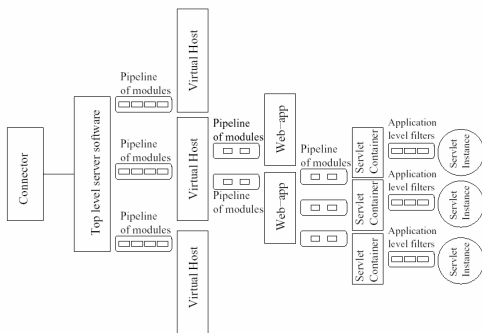 Connector
Top level server software
Pipeline
of modules
Pipeline
of modules
Pipeline
of modules
Virtual Host
Virtual Host
Virtual Host
Pipeline
of modules
Pipeline
of modules
Web-app
Web-app
Pipeline
of modules
Servlet
Container
Servlet
Container
Servlet
Container
Application
level filters
Application
level filters
Application
level filters
Servlet
Instance
Servlet
Instance
Servlet
Instance